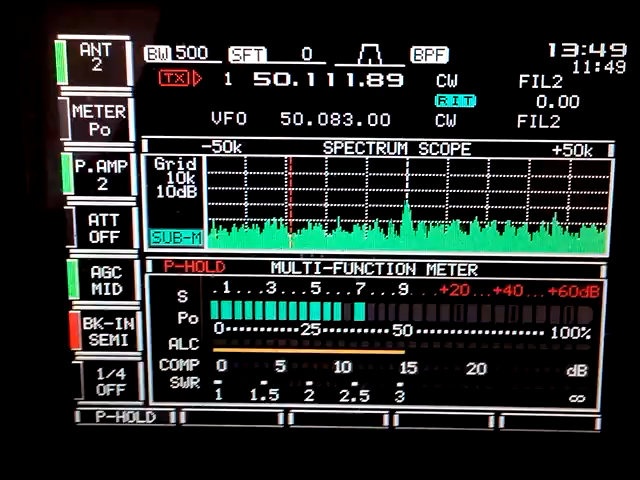 ANT 2
BW 500 SFT 0 BPF 13:49
11:49
TX 1 50.111.89 CW FIL2
RIT 0.00
METER Po
VFO 50.083.00 CW FIL2
-50k SPECTRUM SCOPE +50k
P.AMP 2
Grid
10k
10dB
SUB-M
ATT OFF
P-HOLD MULTI-FUNCTION METER
AGC MID
S .1...3...5...7...9...+20...+40...+60dB
Po
0 25 50 100%
BK-IN SEMI
ALC
COMP 0 5 10 15 20 dB
1/4 OFF
SWR 1 1.5 2 2.5 3 ∞
P-HOLD